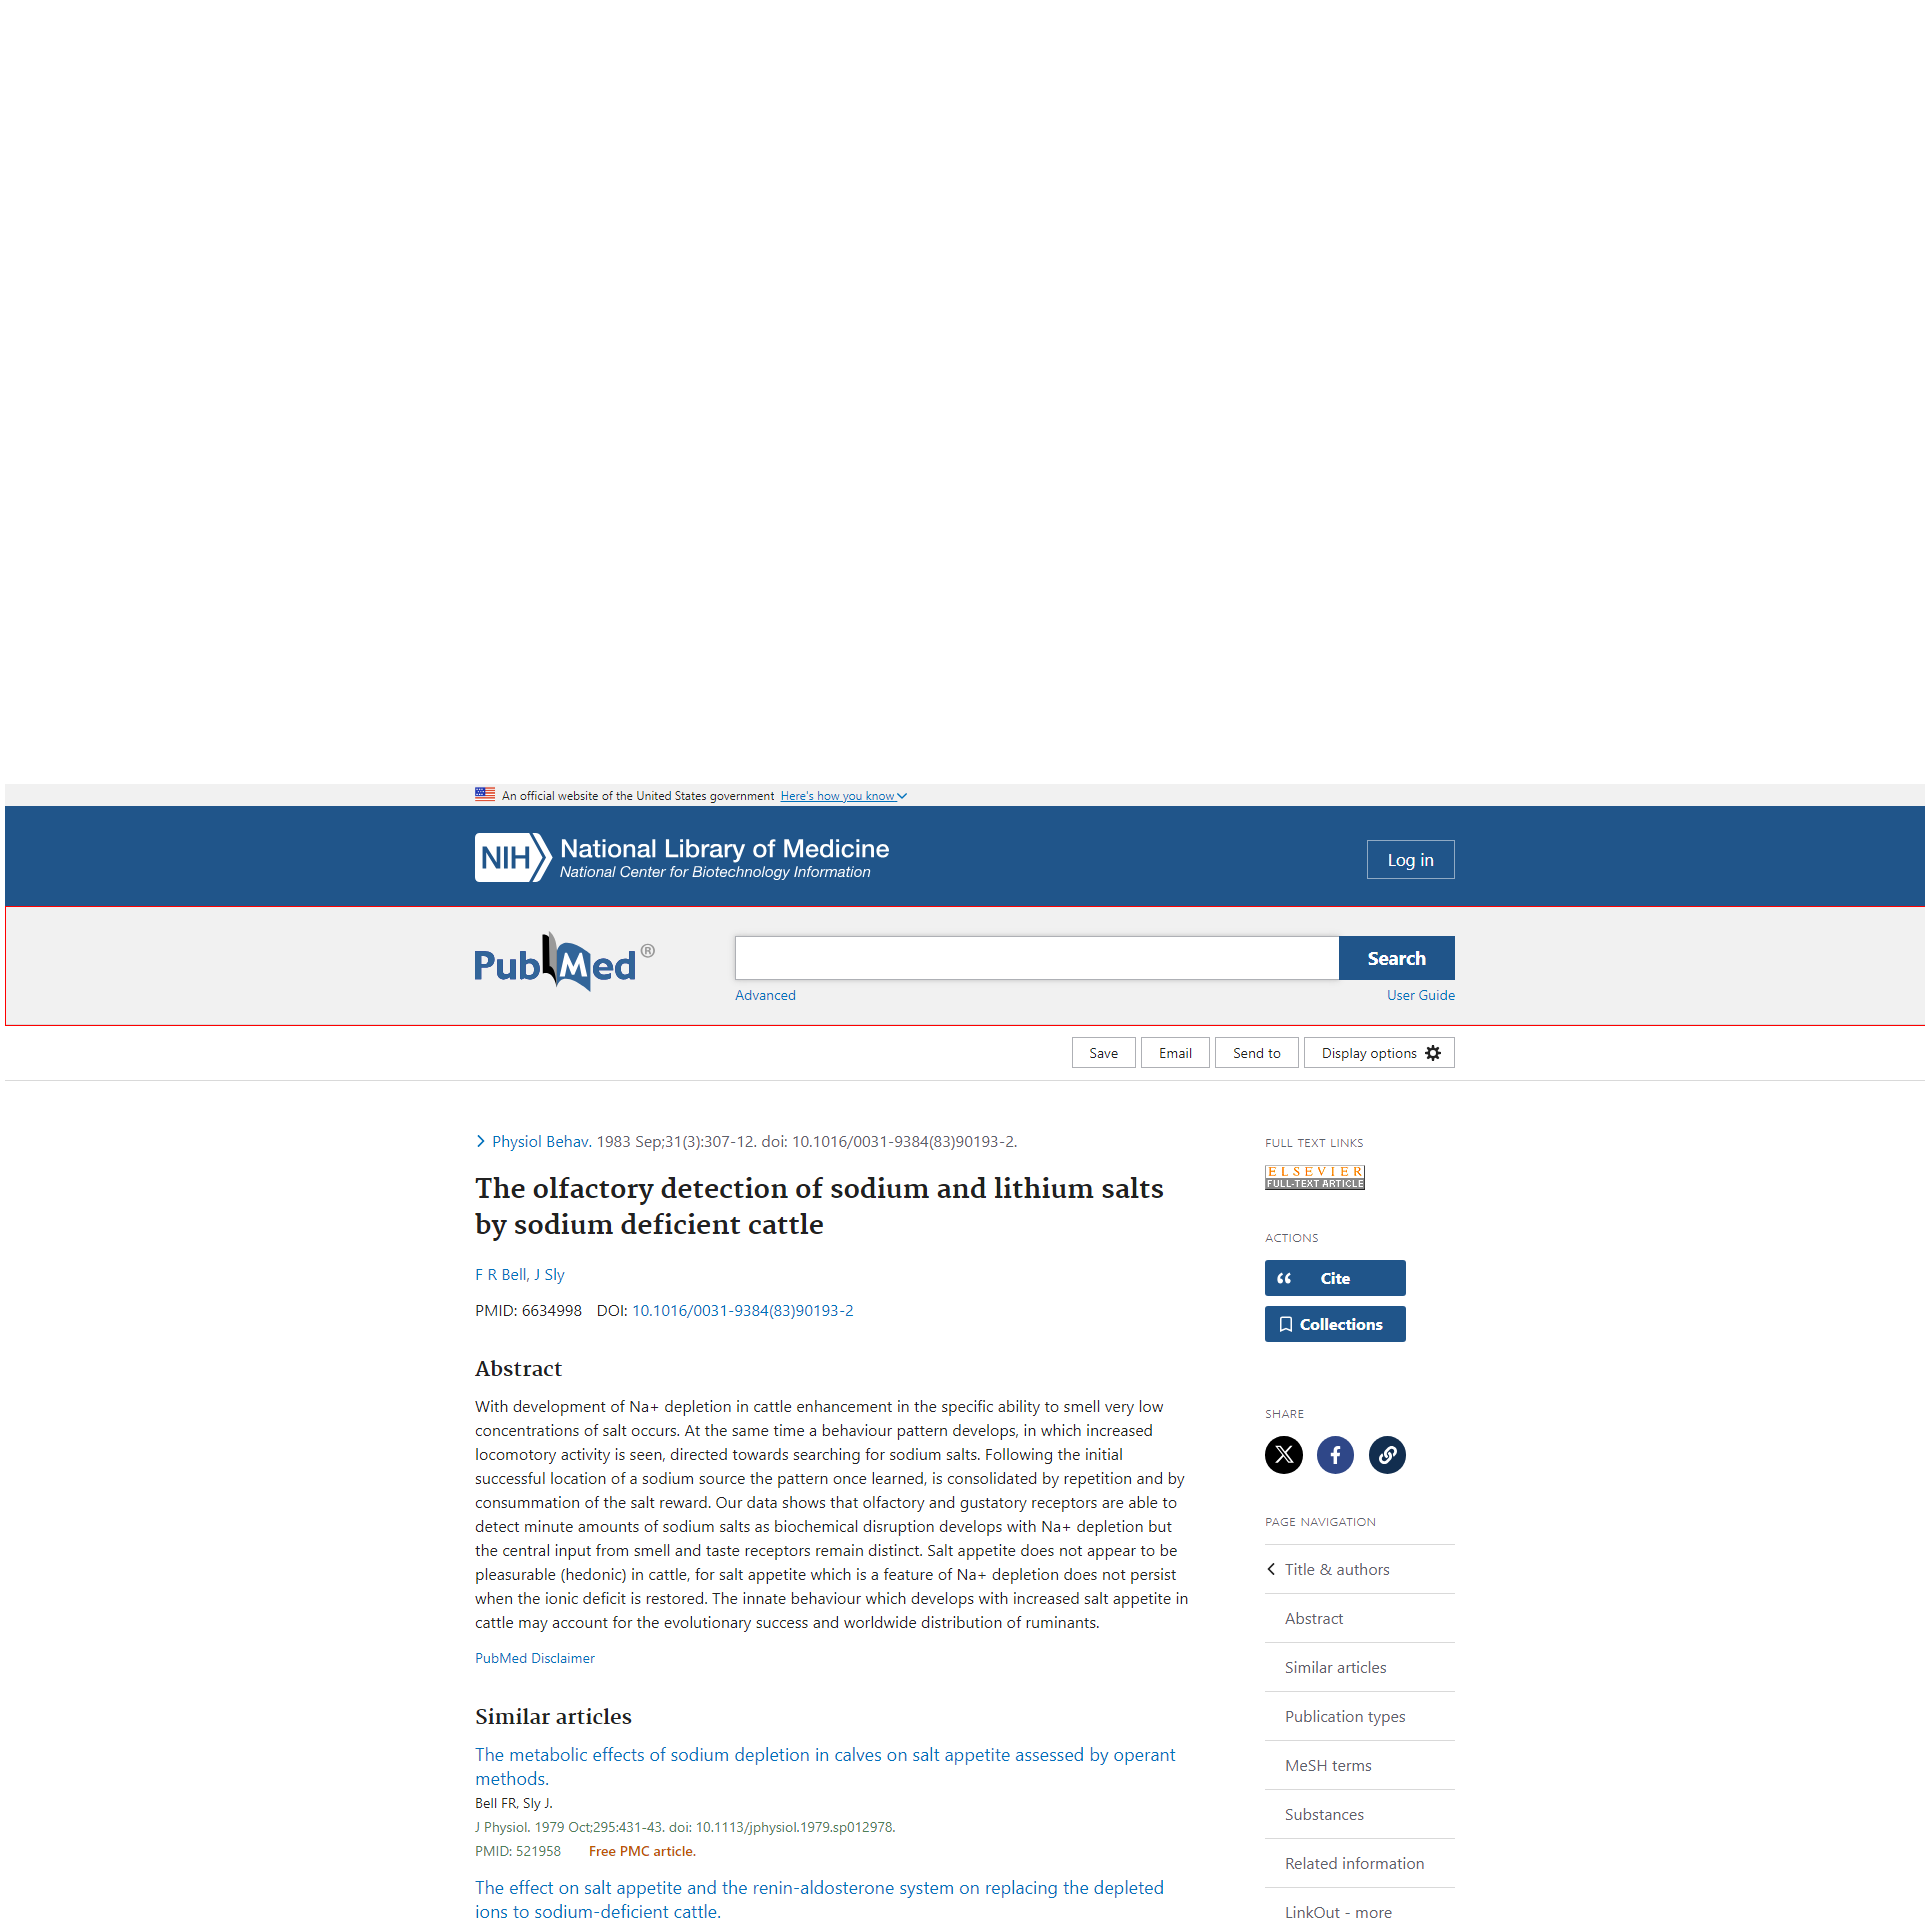 An official website of the United States government Here's how you know
NIH National Library of Medicine
National Center for Biotechnology Information
Log in
PubMed ®
Search
Advanced
User Guide
Save
Email
Send to
Display options
Physiol Behav. 1983 Sep;31(3):307-12. doi: 10.1016/0031-9384(83)90193-2.
The olfactory detection of sodium and lithium salts
by sodium deficient cattle
F R Bell, J Sly
PMID: 6634998 DOI: 10.1016/0031-9384(83)90193-2
Abstract
With development of Na+ depletion in cattle enhancement in the specific ability to smell very low
concentrations of salt occurs. At the same time a behaviour pattern develops, in which increased
locomotory activity is seen, directed towards searching for sodium salts. Following the initial
successful location of a sodium source the pattern once learned, is consolidated by repetition and by
consummation of the salt reward. Our data shows that olfactory and gustatory receptors are able to
detect minute amounts of sodium salts as biochemical disruption develops with Na+ depletion but
the central input from smell and taste receptors remain distinct. Salt appetite does not appear to be
pleasurable (hedonic) in cattle, for salt appetite which is a feature of Na+ depletion does not persist
when the ionic deficit is restored. The innate behaviour which develops with increased salt appetite in
cattle may account for the evolutionary success and worldwide distribution of ruminants.
PubMed Disclaimer
Similar articles
The metabolic effects of sodium depletion in calves on salt appetite assessed by operant
methods.
Bell FR, Sly J.
J Physiol. 1979 Oct;295:431-43. doi: 10.1113/jphysiol.1979.sp012978.
PMID: 521958 Free PMC article.
The effect on salt appetite and the renin-aldosterone system on replacing the depleted
ions to sodium-deficient cattle.
FULL TEXT LINKS
ELSEVIER
FULL-TEXT ARTICLE
ACTIONS
Cite
Collections
SHARE
PAGE NAVIGATION
Title & authors
Abstract
Similar articles
Publication types
MeSH terms
Substances
Related information
LinkOut - more